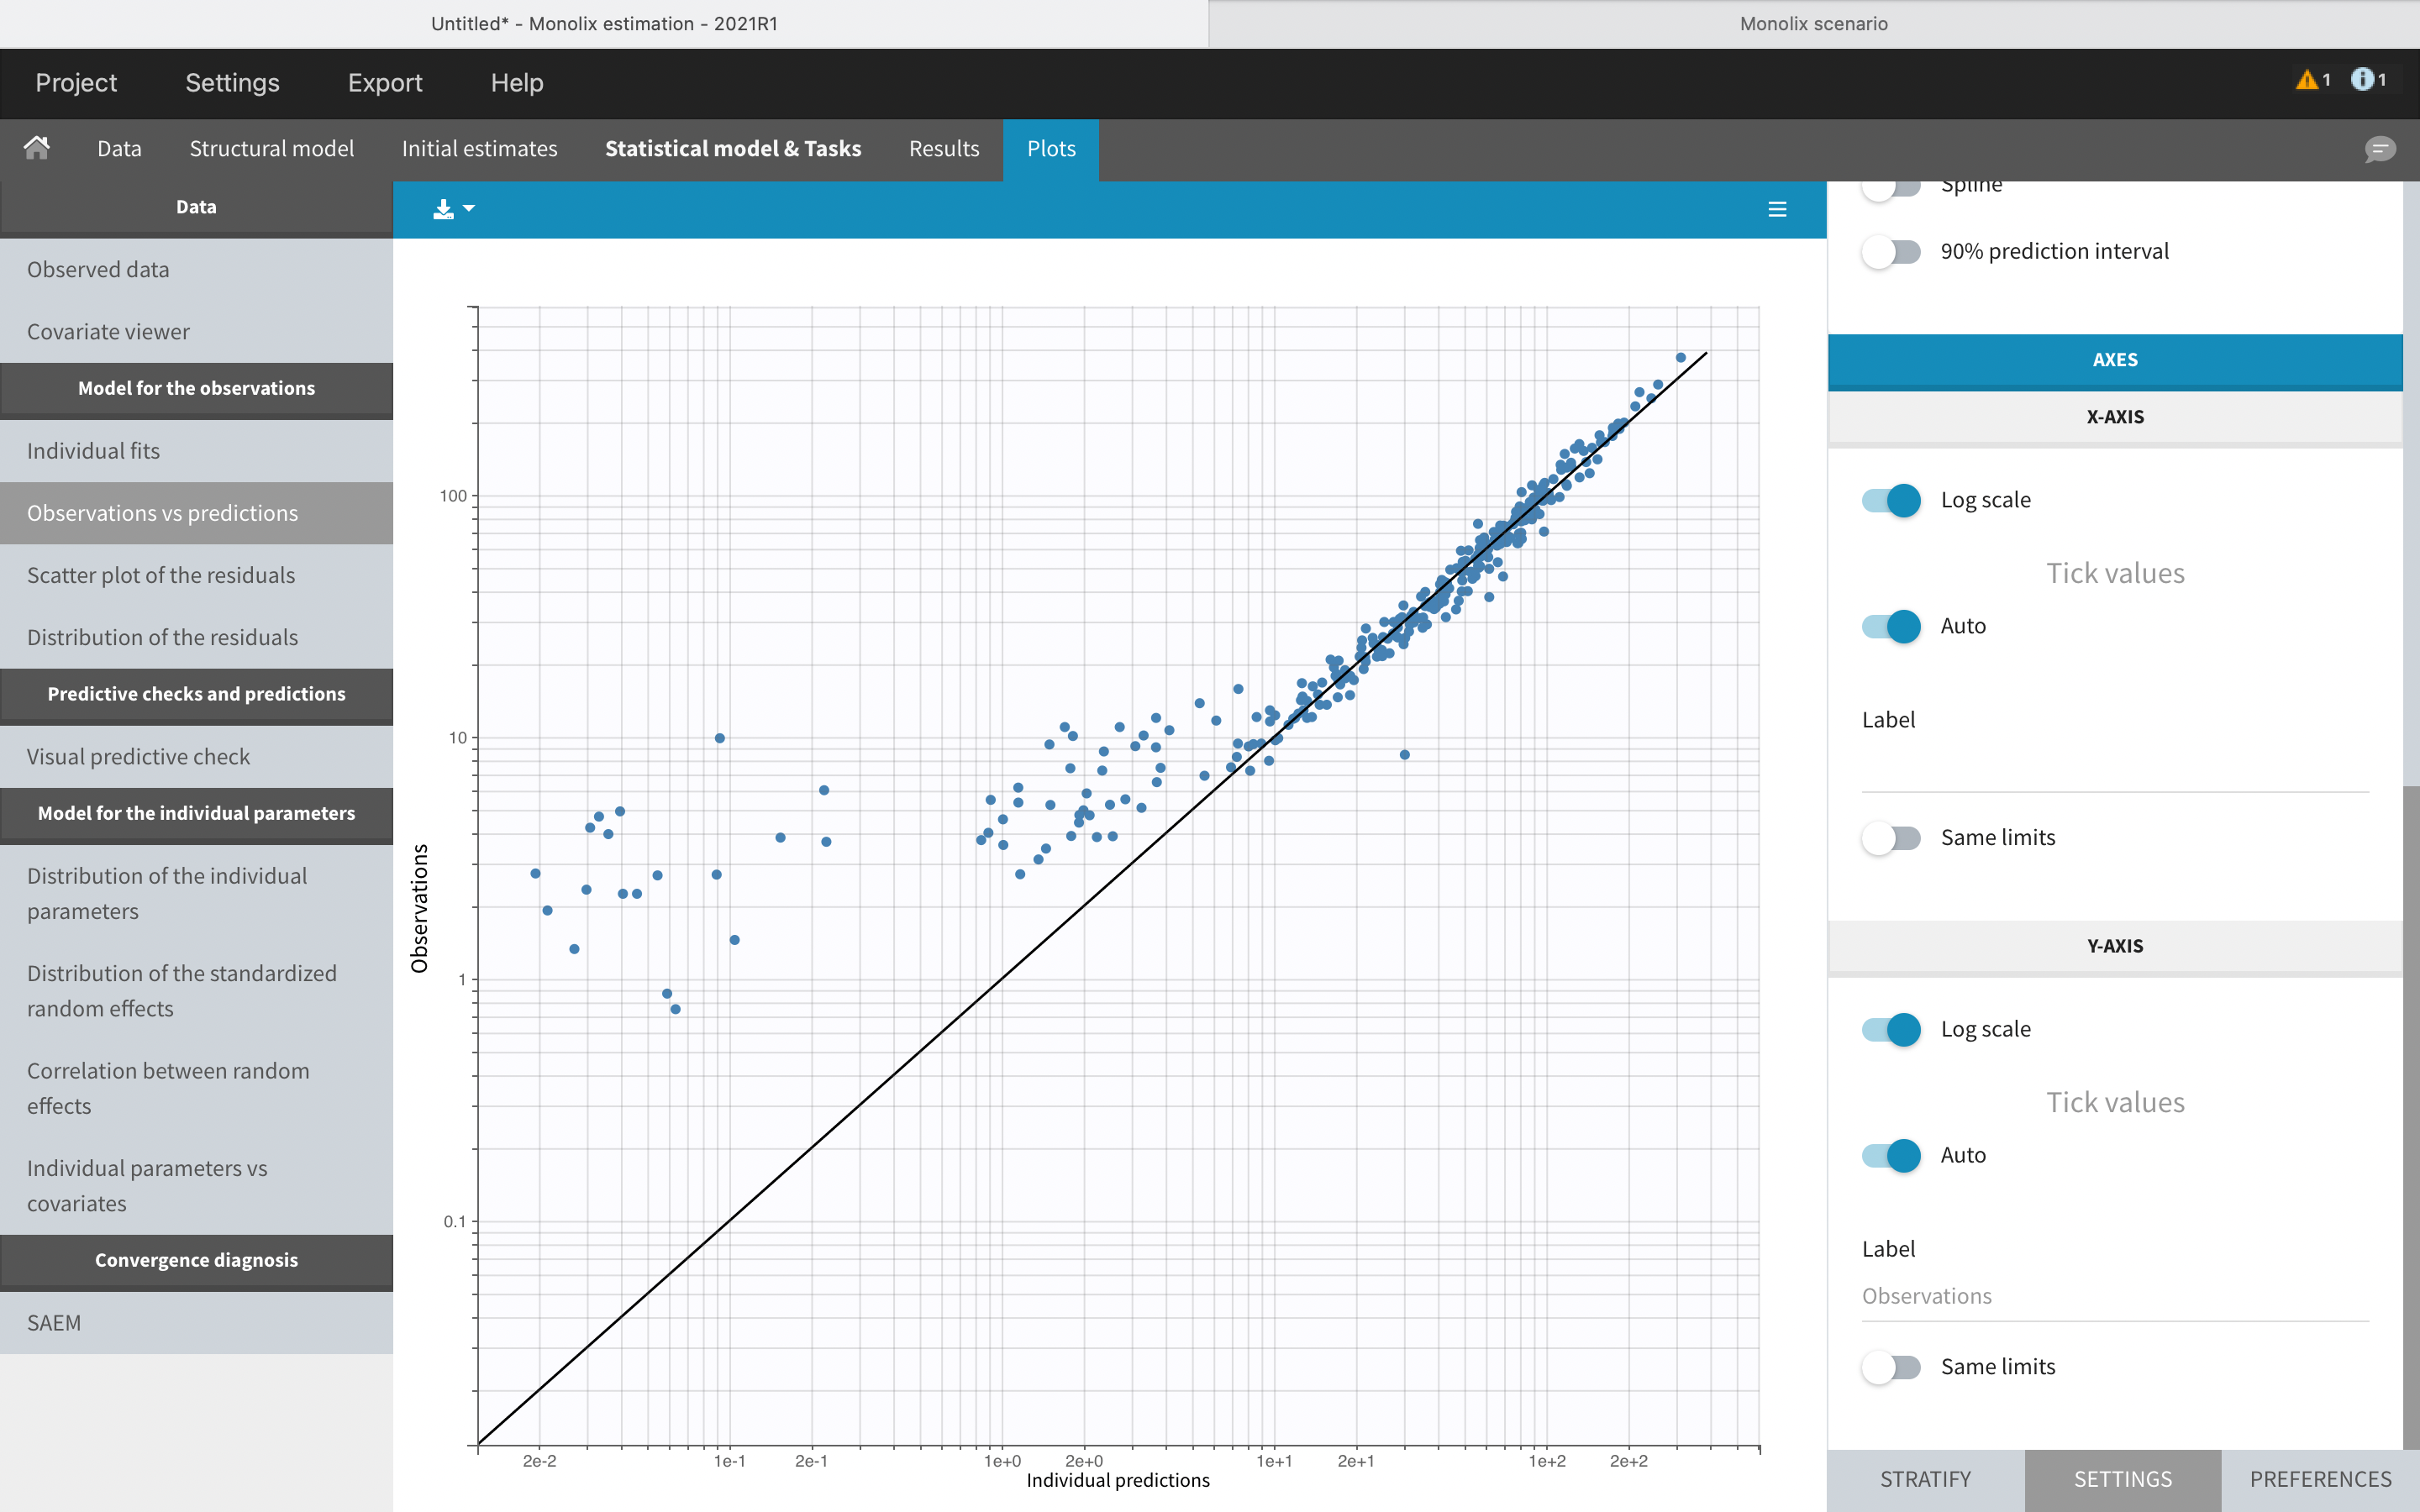 Untitled* - Monolix estimation - 2021R1
Monolix scenario
Project Settings Export Help
1 1
Data Structural model Initial estimates Statistical model & Tasks Results Plots
Data
Observed data
Covariate viewer
Model for the observations
Individual fits
Observations vs predictions
Scatter plot of the residuals
Distribution of the residuals
Predictive checks and predictions
Visual predictive check
Model for the individual parameters
Distribution of the individual
parameters
Distribution of the standardized
random effects
Correlation between random
effects
Individual parameters vs
covariates
Convergence diagnosis
SAEM
Observations
100
10
1
0.1
2e-2 1e-1 2e-1 1e+0 2e+0 1e+1 2e+1 1e+2 2e+2
Individual predictions
Spline
90% prediction interval
AXES
X-AXIS
Log scale
Tick values
Auto
Label
Same limits
Y-AXIS
Log scale
Tick values
Auto
Label
Observations
Same limits
STRATIFY SETTINGS PREFERENCES